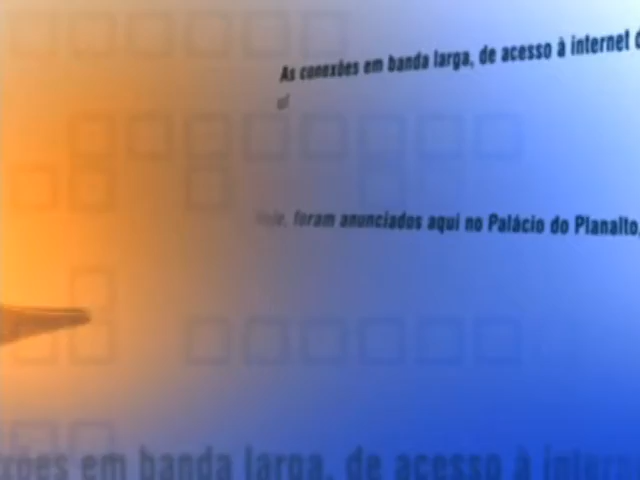 As conexões em banda larga, de acesso à internet d
foram anunciados aqui no Palácio do Planalto,
xões em banda larga, de acesso à interne